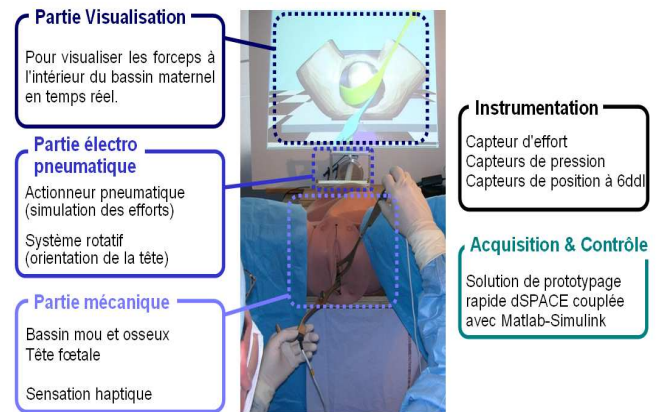 Partie Visualisation
Pour visualiser les forceps à
l'intérieur du bassin maternel
en temps réel.
Partie électro
pneumatique
Actionneur pneumatique
(simulation des efforts)
Système rotatif
(orientation de la tête)
Partie mécanique
Bassin mou et osseux
Tête fœtale
Sensation haptique
Instrumentation
Capteur d'effort
Capteurs de pression
Capteurs de position à 6ddl
Acquisition & Contrôle
Solution de prototypage
rapide dSPACE couplée
avec Matlab-Simulink